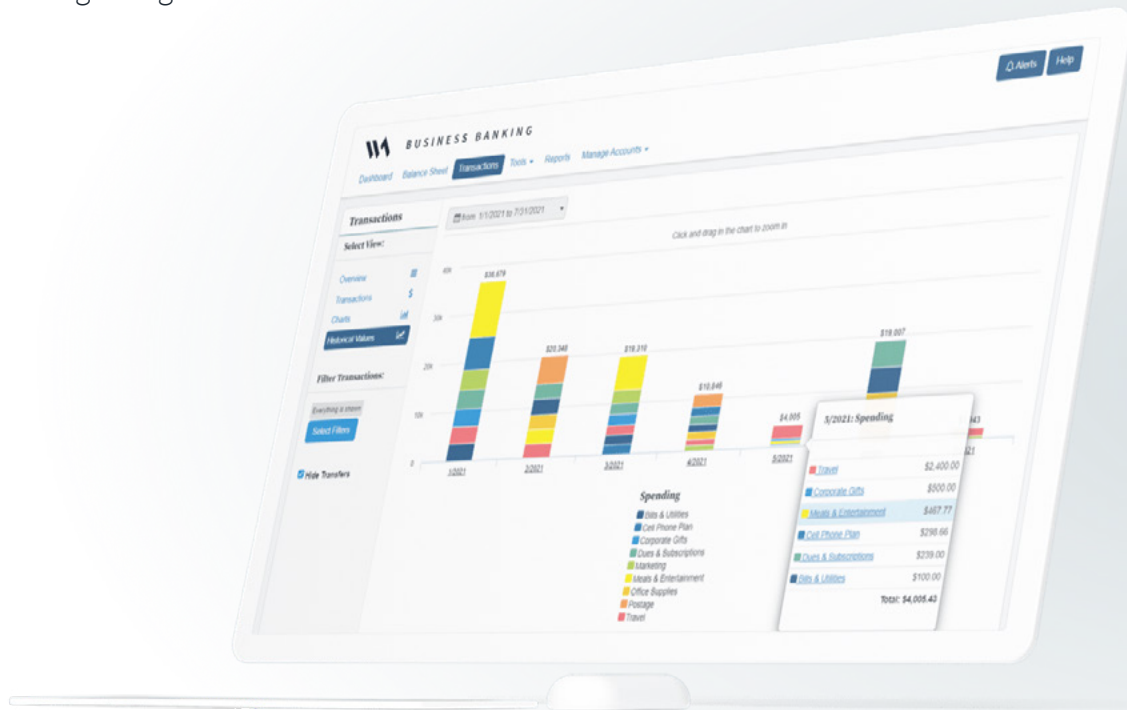 Alerts Help
BUSINESS BANKING
Dashboard Balance Sheet Transactions Tools Reports Manage Accounts
Transactions
from 1/1/2021 to 7/31/2021
Select View:
Click and drag in the chart to zoom in
Overview
Transactions $
Charts
Historical Values
Filter Transactions:
Everything is shown
Select Filters
Hide Transfers
40k
30k
20k
10k
0
$20,340
$19,310
$10,846
$4,005
$19,007
1/2021 2/2021 3/2021 4/2021 5/2021
Spending
Bills & Utilities
Cell Phone Plan
Corporate Gifts
Dues & Subscriptions
Marketing
Meals & Entertainment
Office Supplies
Postage
Travel
5/2021: Spending
Travel $2,400.00
Corporate Gifts $500.00
Meals & Entertainment $467.77
Cell Phone Plan $298.66
Dues & Subscriptions $239.00
Bills & Utilities $100.00
Total: $4,005.43